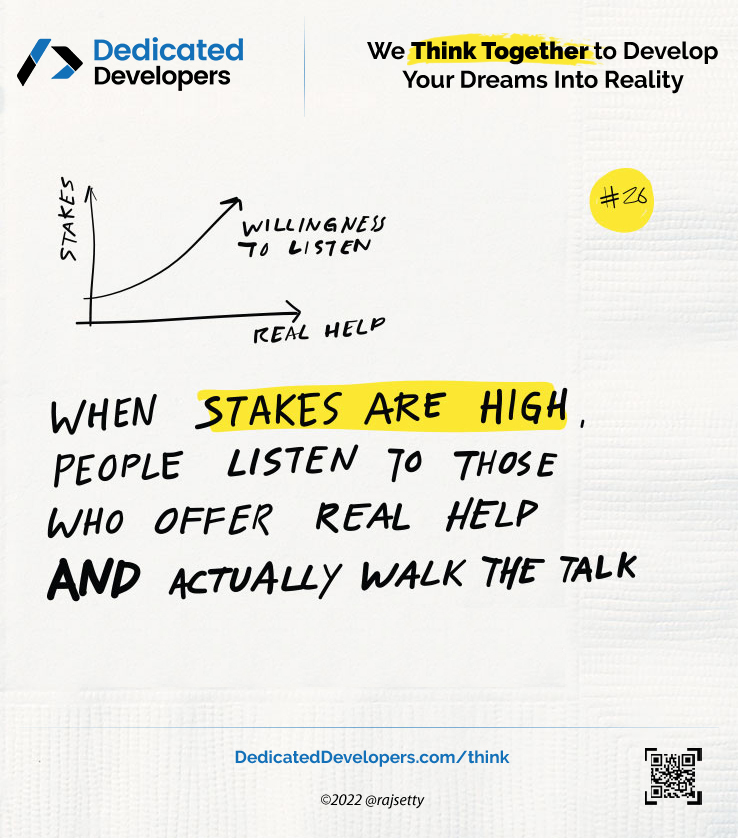 Dedicated
Developers
We Think Together to Develop
Your Dreams Into Reality
#26
STAKES
WILLINGNESS
TO LISTEN
REAL HELP
WHEN STAKES ARE HIGH,
PEOPLE LISTEN TO THOSE
WHO OFFER REAL HELP
AND ACTUALLY WALK THE TALK
DedicatedDevelopers.com/think
©2022 @rajsetty